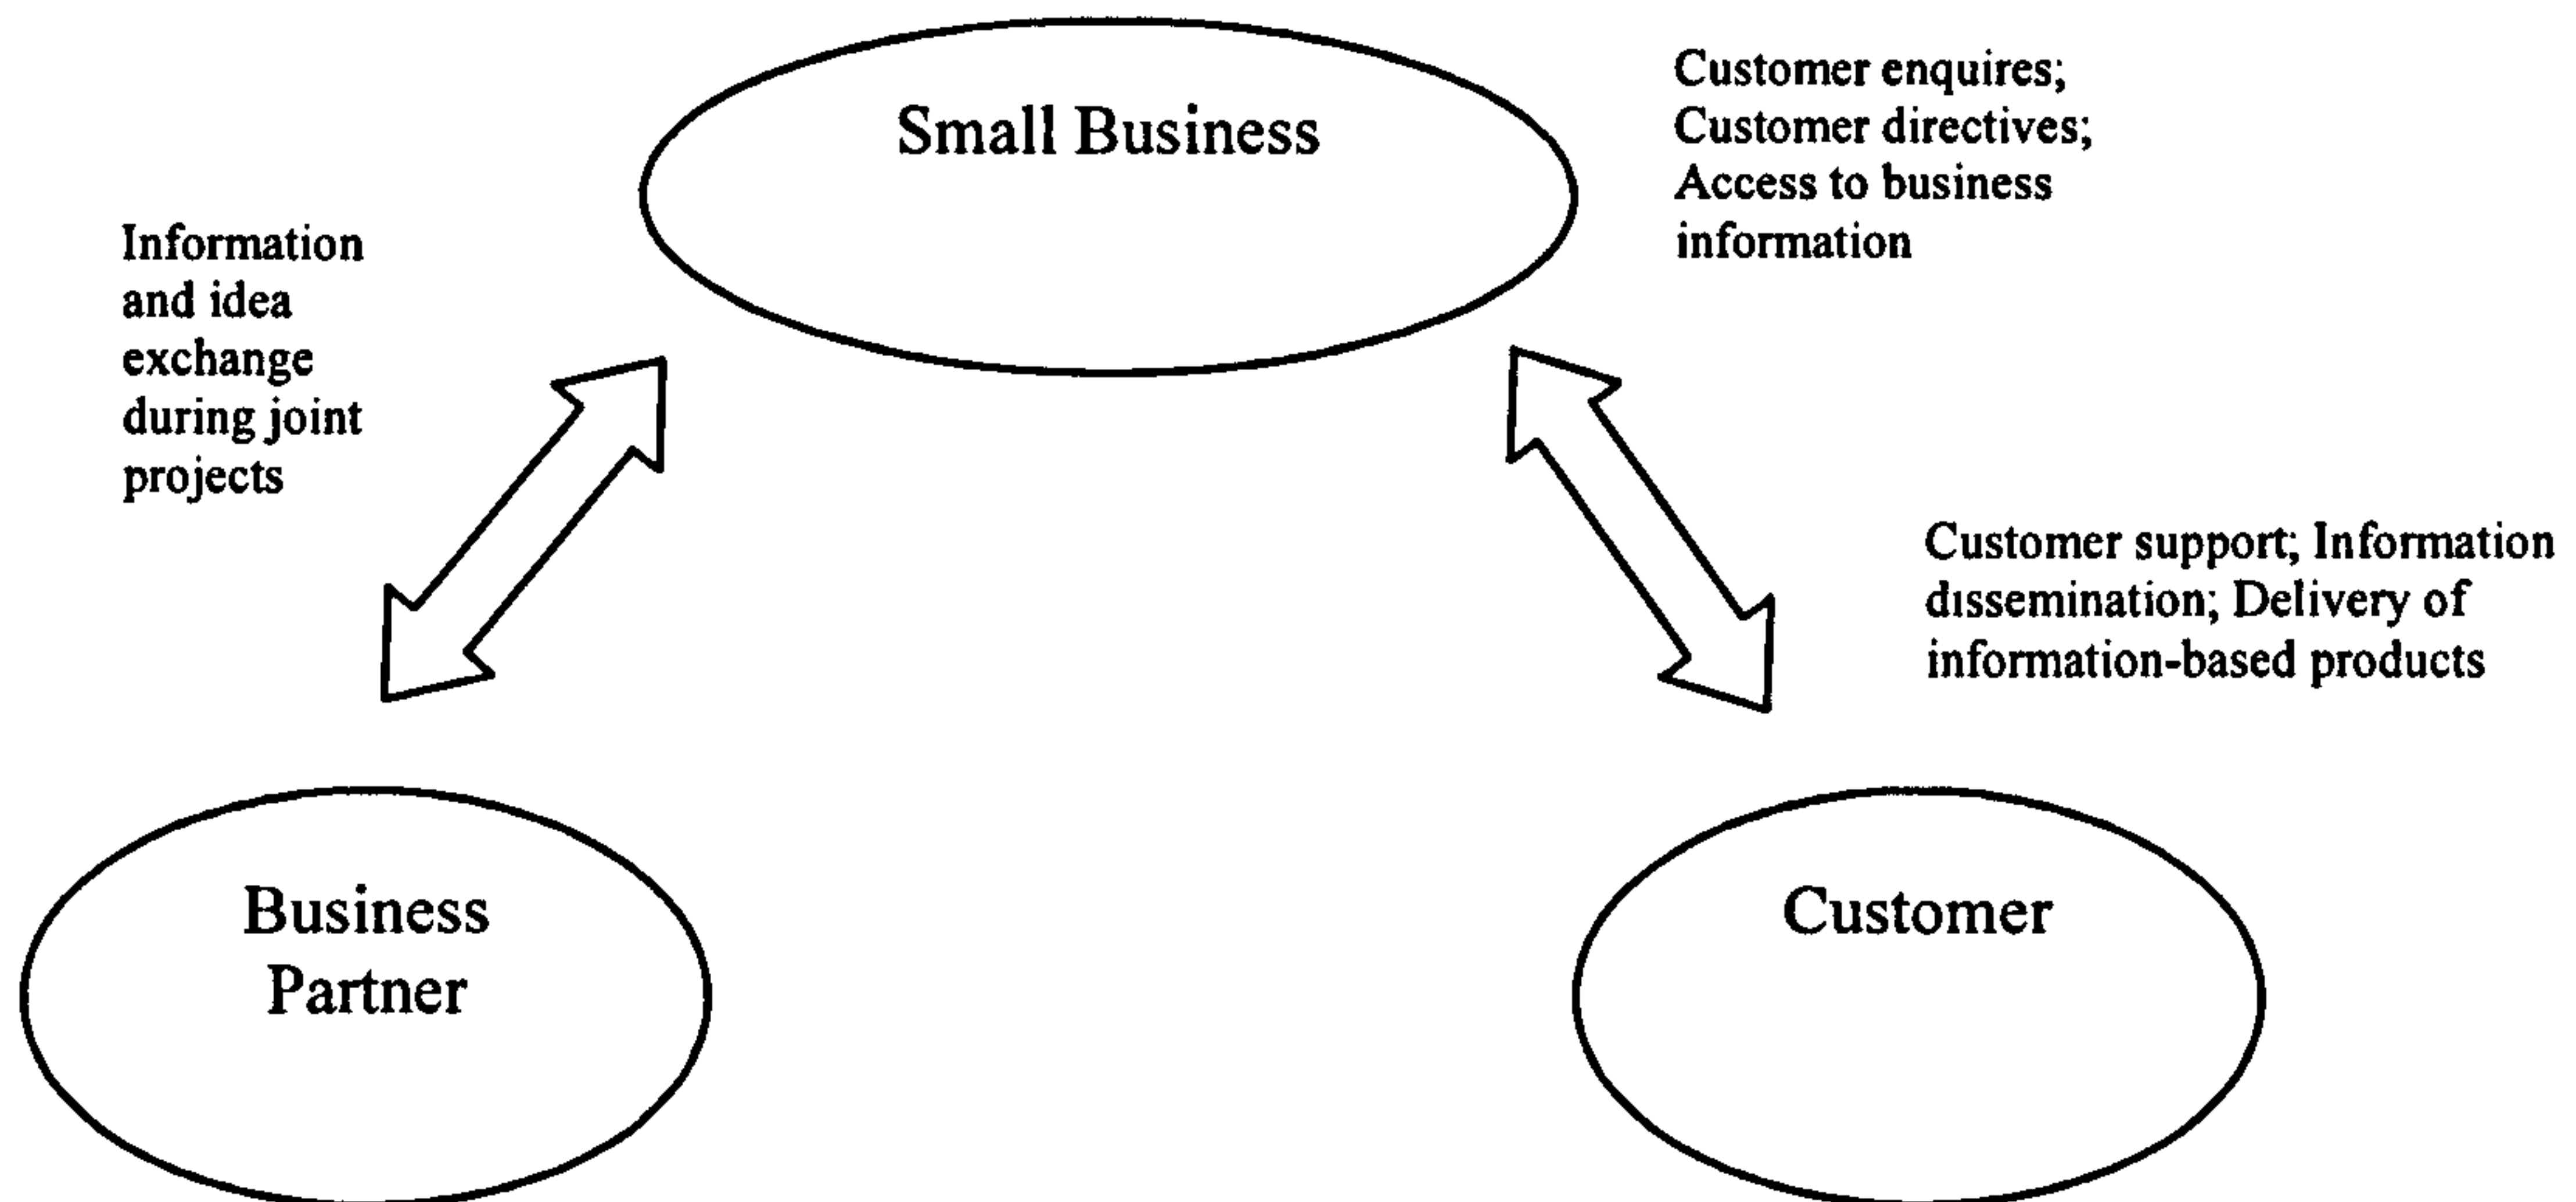 Small Business
Customer enquires;
Customer directives;
Access to business
information
Information
and idea
exchange
during joint
projects
Customer support; Information
dissemination; Delivery of
information-based products
Business
Partner
Customer